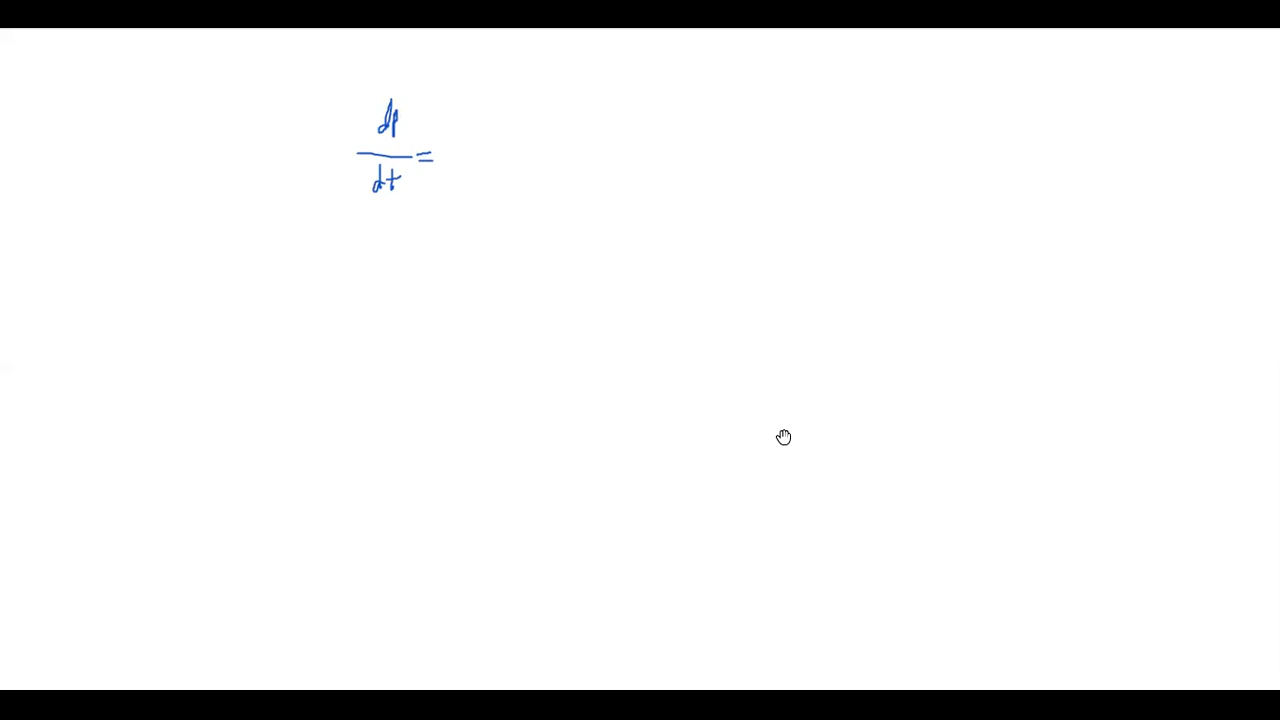 dp
dt =